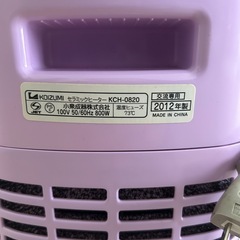 KOIZUMI セラミックヒーター KCH-0820
小泉成器株式会社
100V 50/60Hz 800W
温度ヒューズ
73℃
JET
交流専用
2012年製
MADE IN CHINA